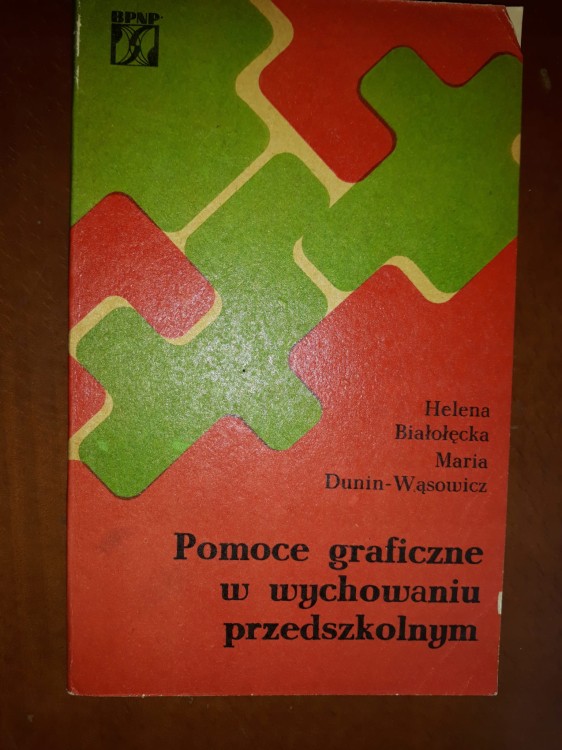 BPNP
Helena
Białołęcka
Maria
Dunin-Wąsowicz
Pomoce graficzne
w wychowaniu
przedszkolnym